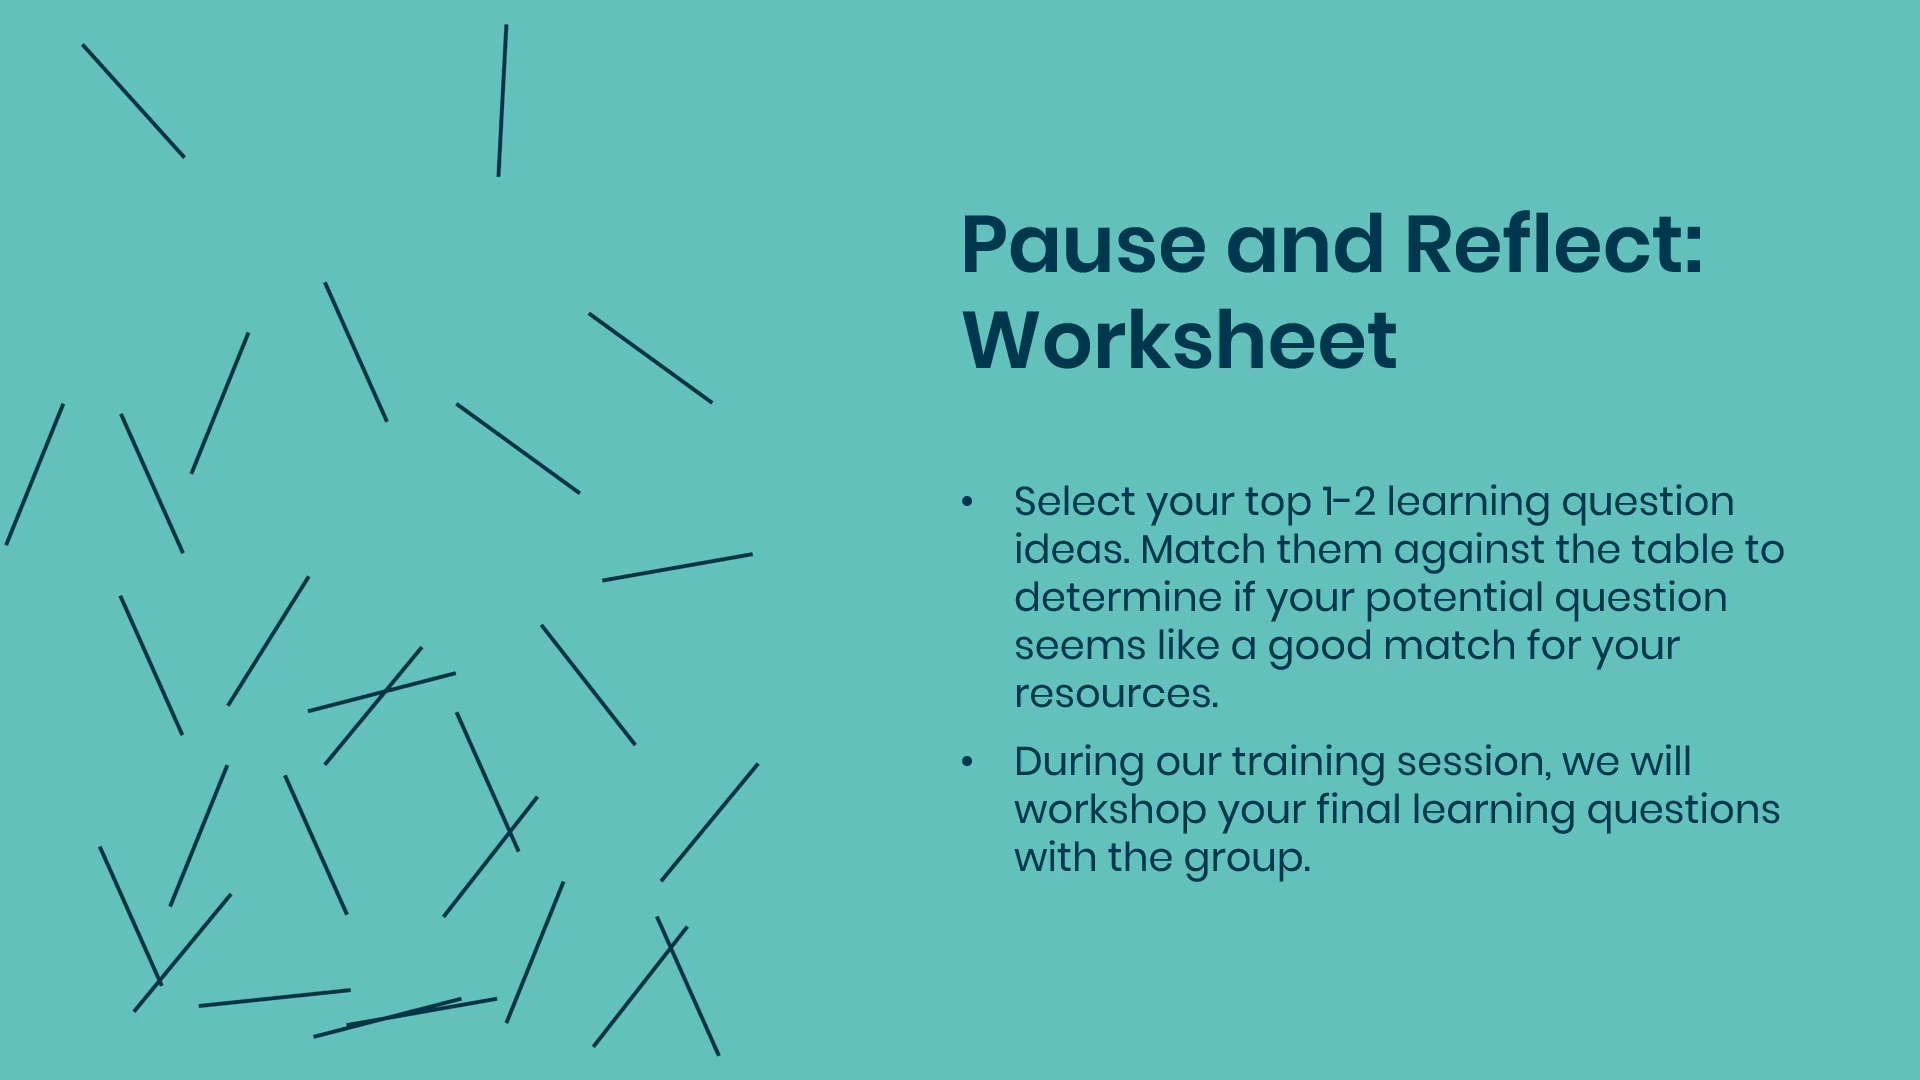 Pause and Reflect:
Worksheet
• Select your top 1-2 learning question
ideas. Match them against the table to
determine if your potential question
seems like a good match for your
resources.
• During our training session, we will
workshop your final learning questions
with the group.